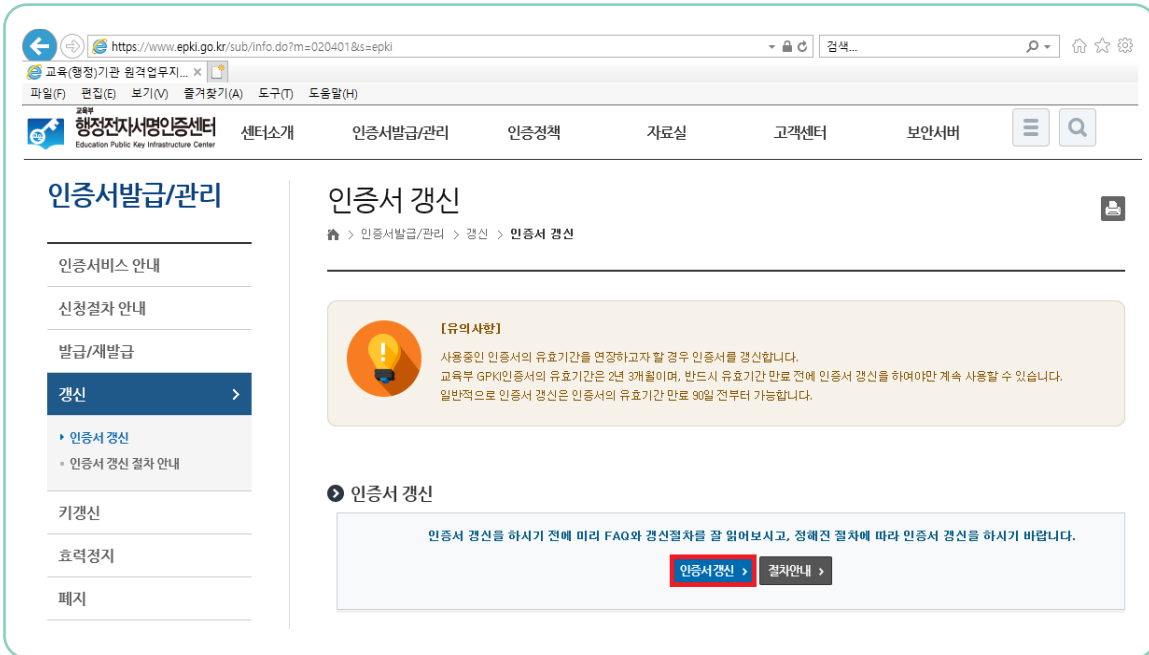 https://www.epki.go.kr/sub/info.do?m=020401&s=epki
검색...
교육(행정)기관 원격업무지...
파일(F) 편집(E) 보기(V) 즐겨찾기(A) 도구(T) 도움말(H)
교육부
행정전자서명인증센터
Education Public Key Infrastructure Center
센터소개 인증서발급/관리 인증정책 자료실 고객센터 보안서버
인증서발급/관리
인증서비스 안내
신청절차 안내
발급/재발급
갱신
인증서 갱신
인증서 갱신 절차 안내
키갱신
효력정지
폐지
인증서 갱신
인증서발급/관리 > 갱신 > 인증서 갱신
[유의사항]
사용중인 인증서의 유효기간을 연장하고자 할 경우 인증서를 갱신합니다.
교육부 GPKI인증서의 유효기간은 2년 3개월이며, 반드시 유효기간 만료 전에 인증서 갱신을 하여야만 계속 사용할 수 있습니다.
일반적으로 인증서 갱신은 인증서의 유효기간 만료 90일 전부터 가능합니다.
인증서 갱신
인증서 갱신을 하시기 전에 미리 FAQ와 갱신절차를 잘 읽어보시고, 정해진 절차에 따라 인증서 갱신을 하시기 바랍니다.
인증서갱신 > 절차안내 >